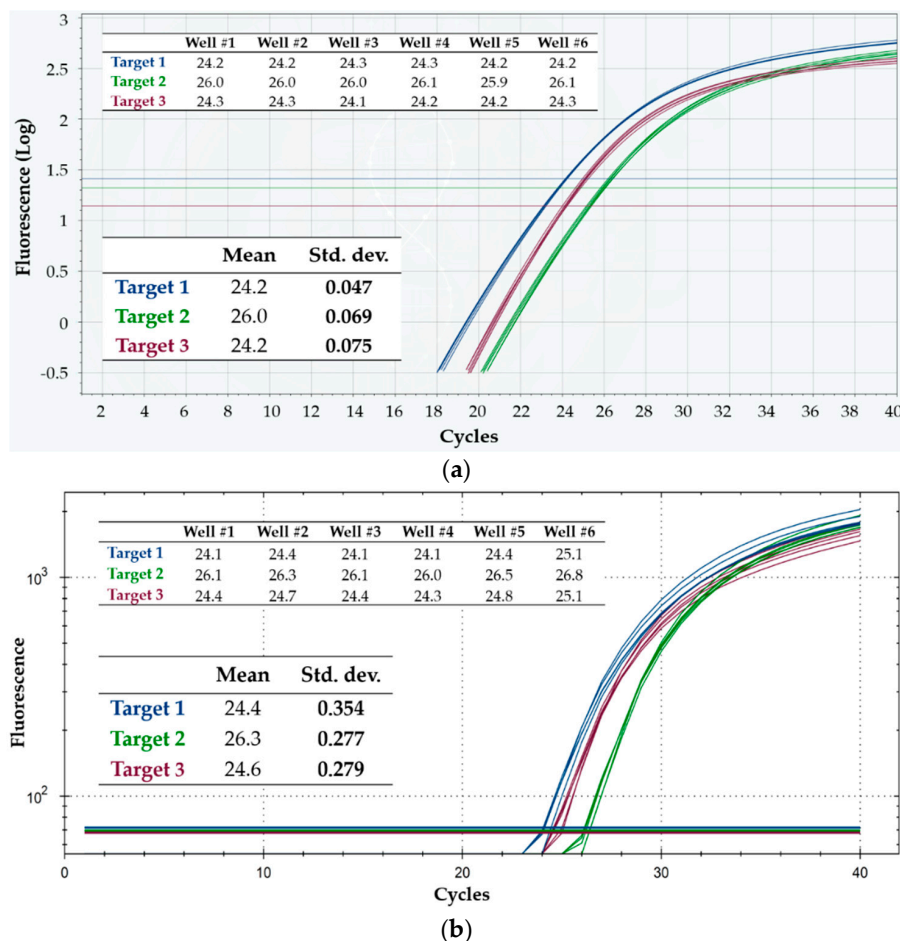 3
2.5
2
1.5
1
0.5
0
-0.5
Fluorescence (Log)
Well #1 Well #2 Well #3 Well #4 Well #5 Well #6
Target 1 24.2 24.2 24.3 24.3 24.2 24.2
Target 2 26.0 26.0 26.0 26.1 25.9 26.1
Target 3 24.3 24.3 24.1 24.2 24.2 24.3
Mean Std. dev.
Target 1 24.2 0.047
Target 2 26.0 0.069
Target 3 24.2 0.075
2 4 6 8 10 12 14 16 18 20 22 24 26 28 30 32 34 36 38 40
Cycles
(a)
10³
10²
Fluorescence
Well #1 Well #2 Well #3 Well #4 Well #5 Well #6
Target 1 24.1 24.4 24.1 24.1 24.4 25.1
Target 2 26.1 26.3 26.1 26.0 26.5 26.8
Target 3 24.4 24.7 24.4 24.3 24.8 25.1
Mean Std. dev.
Target 1 24.4 0.354
Target 2 26.3 0.277
Target 3 24.6 0.279
0 10 20 30 40
Cycles
(b)